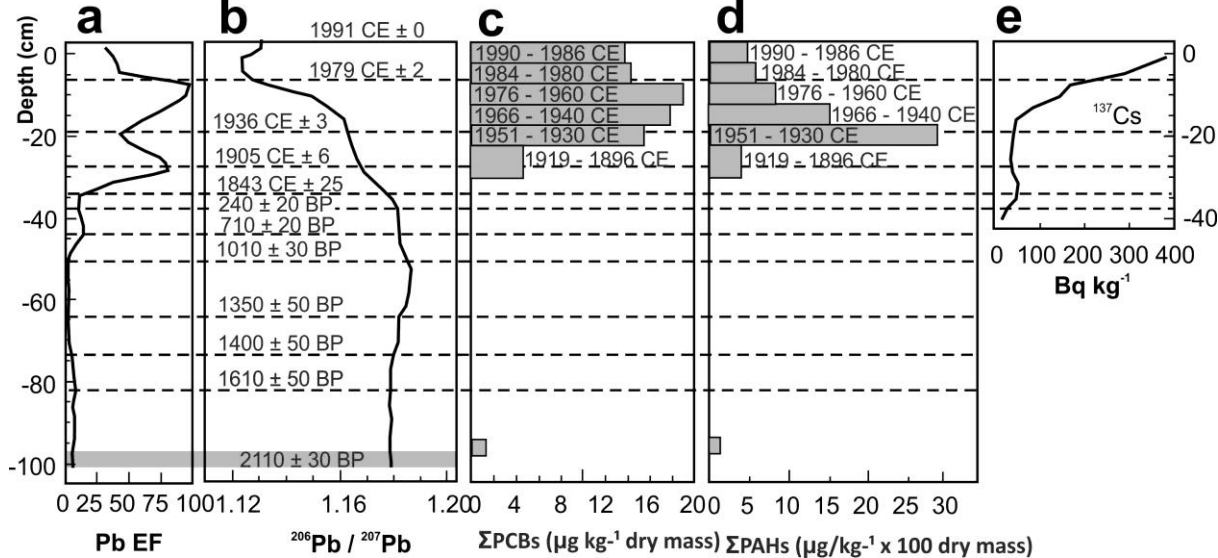 a b c d e
Depth (cm)
0
-20
-40
-60
-80
-100
0 25 50 75 100
Pb EF
1991 CE ± 0
1979 CE ± 2
1936 CE ± 3
1905 CE ± 6
1843 CE ± 25
240 ± 20 BP
710 ± 20 BP
1010 ± 30 BP
1350 ± 50 BP
1400 ± 50 BP
1610 ± 50 BP
2110 ± 30 BP
1.12 1.16 1.20
²⁰⁶Pb / ²⁰⁷Pb
1990 - 1986 CE
1984 - 1980 CE
1976 - 1960 CE
1966 - 1940 CE
1951 - 1930 CE
1919 - 1896 CE
4 8 12 16 20
ΣPCBs (µg kg⁻¹ dry mass)
1990 - 1986 CE
1984 - 1980 CE
1976 - 1960 CE
1966 - 1940 CE
1951 - 1930 CE
1919 - 1896 CE
0 5 10 15 20 25 30
ΣPAHs (µg/kg⁻¹ x 100 dry mass)
¹³⁷Cs
0
-20
-40
0 100 200 300 400
Bq kg⁻¹